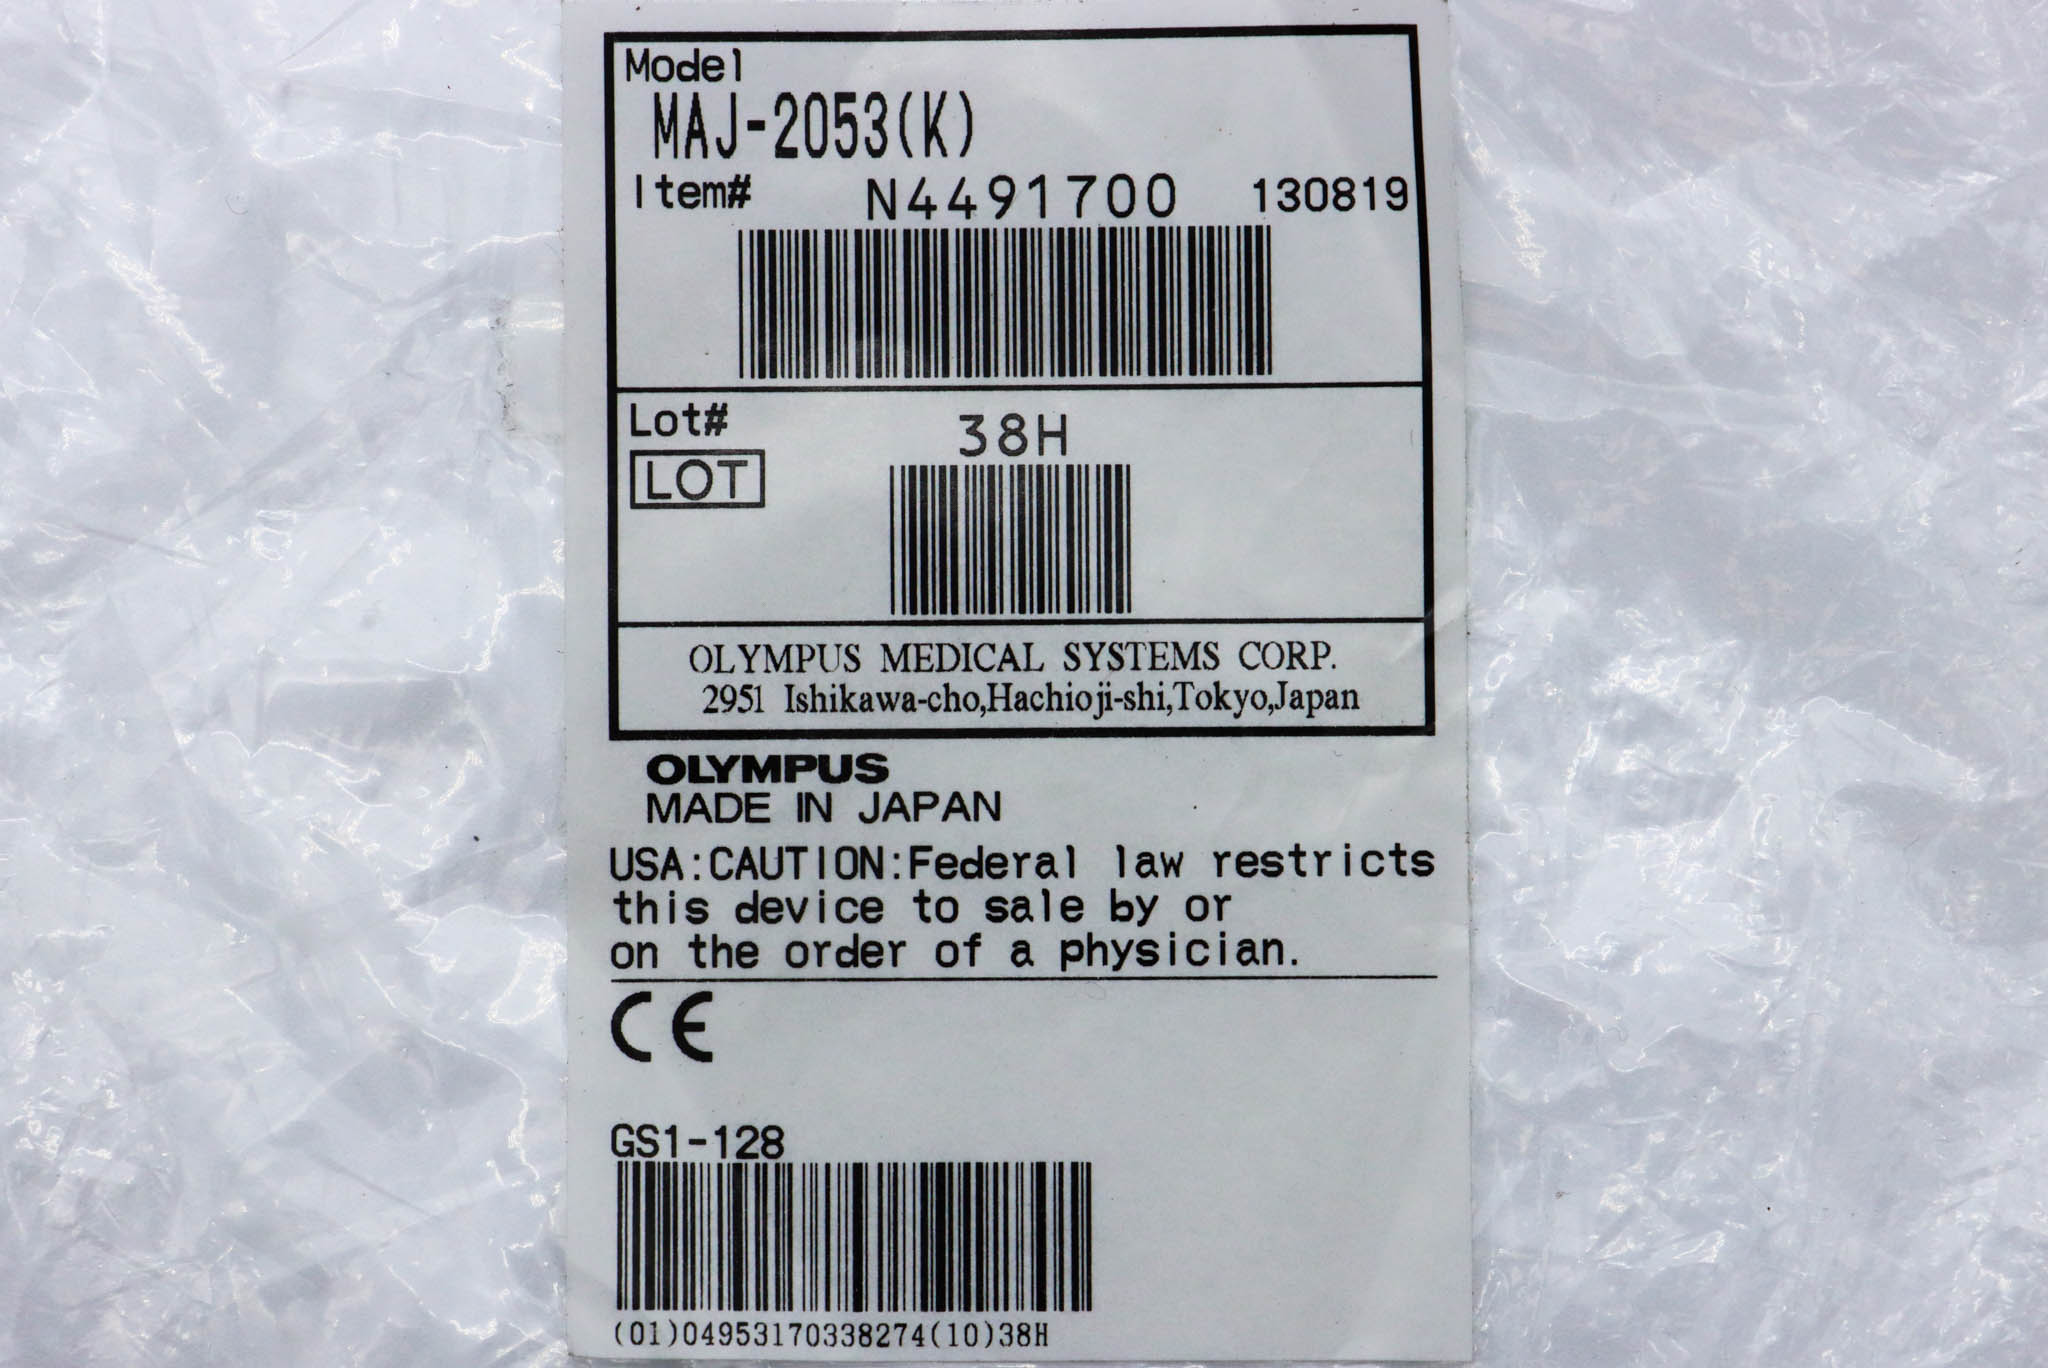 Model
MAJ-2053(K)
Item# N4491700 130819
Lot# 38H
LOT
OLYMPUS MEDICAL SYSTEMS CORP.
2951 Ishikawa-cho,Hachioji-shi,Tokyo,Japan
OLYMPUS
MADE IN JAPAN
USA:CAUTION:Federal law restricts
this device to sale by or
on the order of a physician.
CE
GS1-128
(01)04953170338274(10)38H